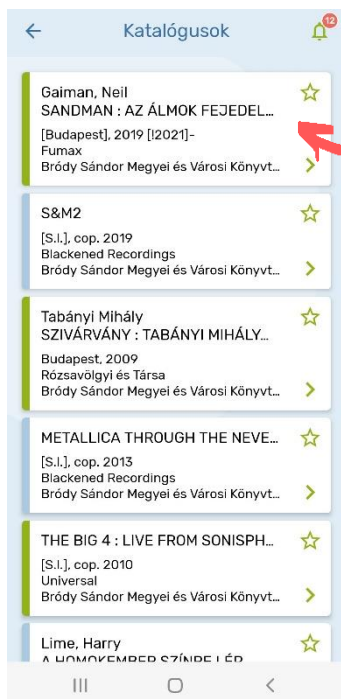 Katalógusok
12
Gaiman, Neil
SANDMAN : AZ ÁLMOK FEJEDEL...
[Budapest], 2019 [!2021]-
Fumax
Bródy Sándor Megyei és Városi Könyvt...
S&M2
[S.l.], cop. 2019
Blackened Recordings
Bródy Sándor Megyei és Városi Könyvt...
Tabányi Mihály
SZIVÁRVÁNY : TABÁNYI MIHÁLY...
Budapest, 2009
Rózsavölgyi és Társa
Bródy Sándor Megyei és Városi Könyvt...
METALLICA THROUGH THE NEVE...
[S.l.], cop. 2013
Blackened Recordings
Bródy Sándor Megyei és Városi Könyvt...
THE BIG 4 : LIVE FROM SONISPH...
[S.l.], cop. 2010
Universal
Bródy Sándor Megyei és Városi Könyvt...
Lime, Harry
A HOMOKEMBER SZÍNRE LÉP